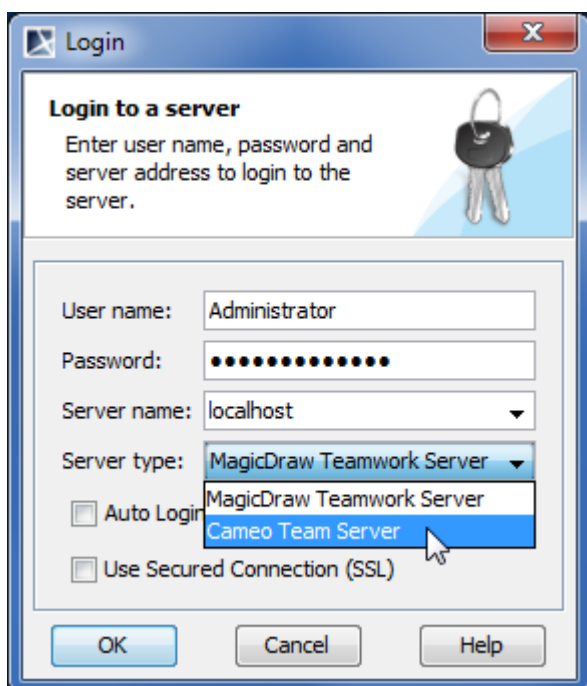 Login
Login to a server
Enter user name, password and
server address to login to the
server.
User name: Administrator
Password: •••••••••••••
Server name: localhost
Server type: MagicDraw Teamwork Server
MagicDraw Teamwork Server
Auto Login
Cameo Team Server
Use Secured Connection (SSL)
OK Cancel Help